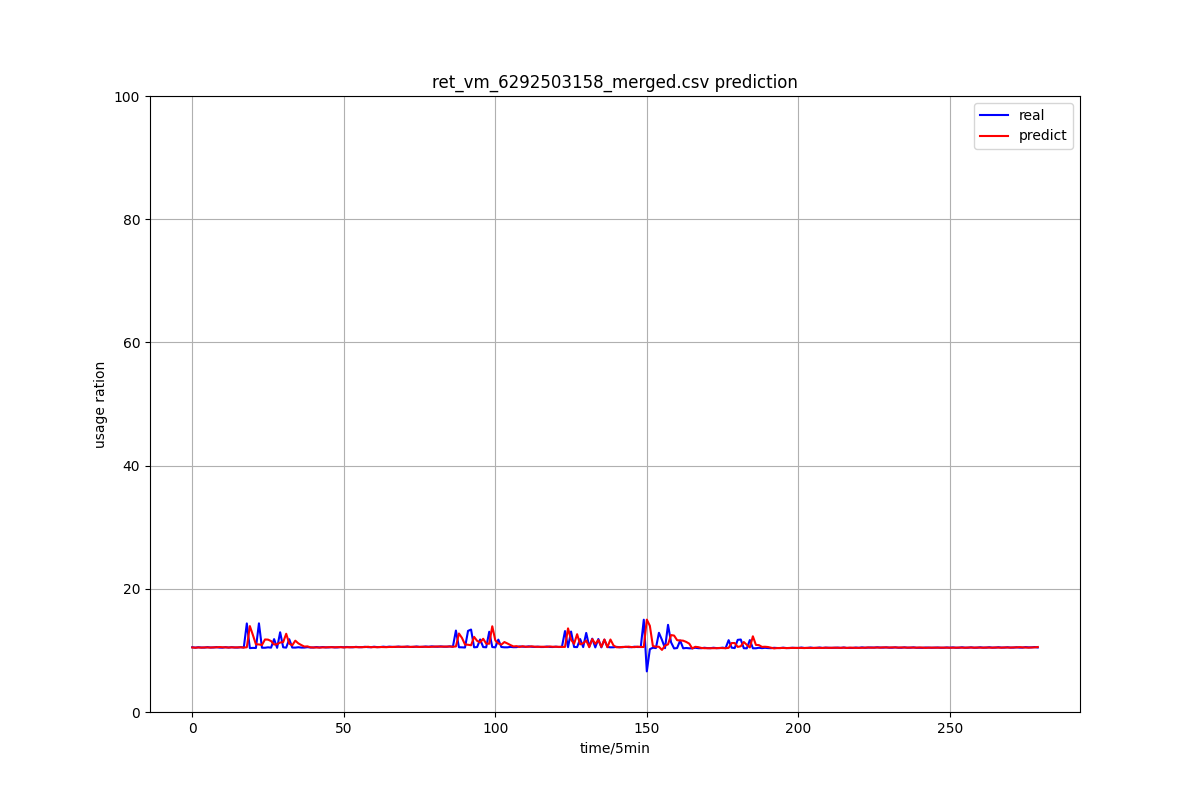 ret_vm_6292503158_merged.csv prediction
100
80
60
40
20
0
usage ration
real
predict
0 50 100 150 200 250
time/5min